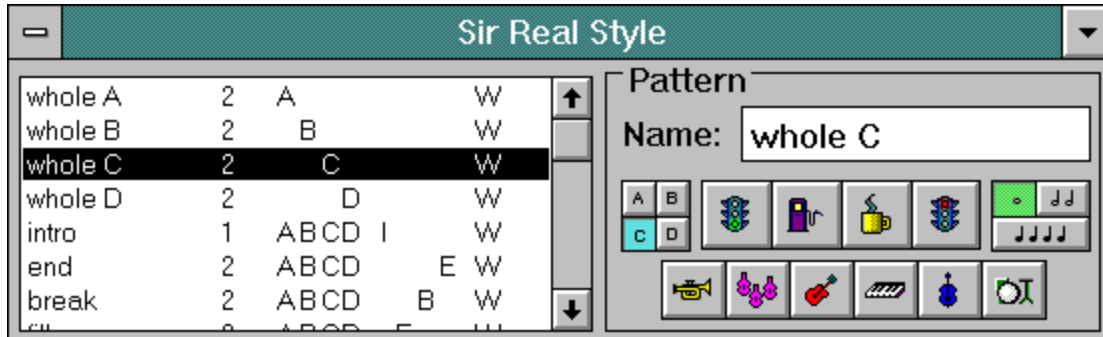 Sir Real Style
whole A 2 A W
whole B 2 B W
whole C 2 C W
whole D 2 D W
intro 1 ABCD I W
end 2 ABCD E W
break 2 ABCD B W
Pattern
Name: whole C
A B
C D